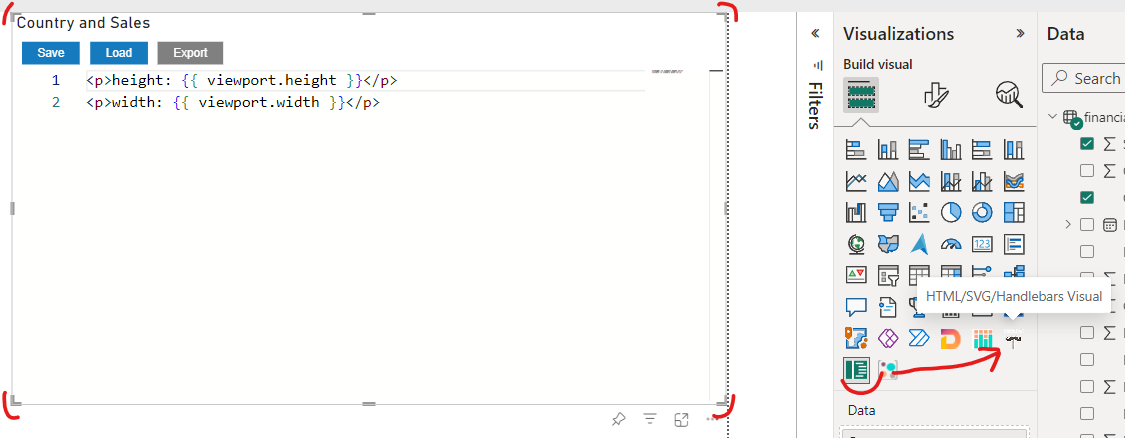 Country and Sales
Save Load Export
1 <p>height: {{ viewport.height }}</p>
2 <p>width: {{ viewport.width }}</p>
Filters
Visualizations
Build visual
123
HTML/SVG/Handlebars Visual
Data
Data
Search
financia